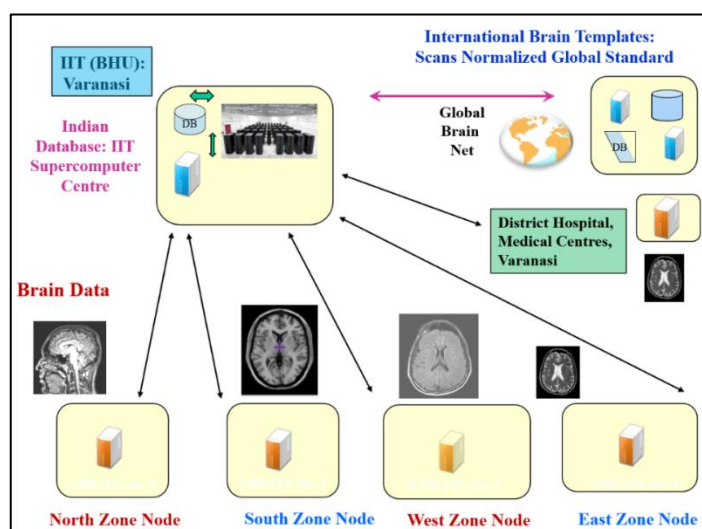 International Brain Templates:
Scans Normalized Global Standard
IIT (BHU):
Varanasi
DB
Indian
Database: IIT
Supercomputer
Centre
Global
Brain
Net
DB
District Hospital,
Medical Centres,
Varanasi
Brain Data
North Zone Node
South Zone Node
West Zone Node
East Zone Node